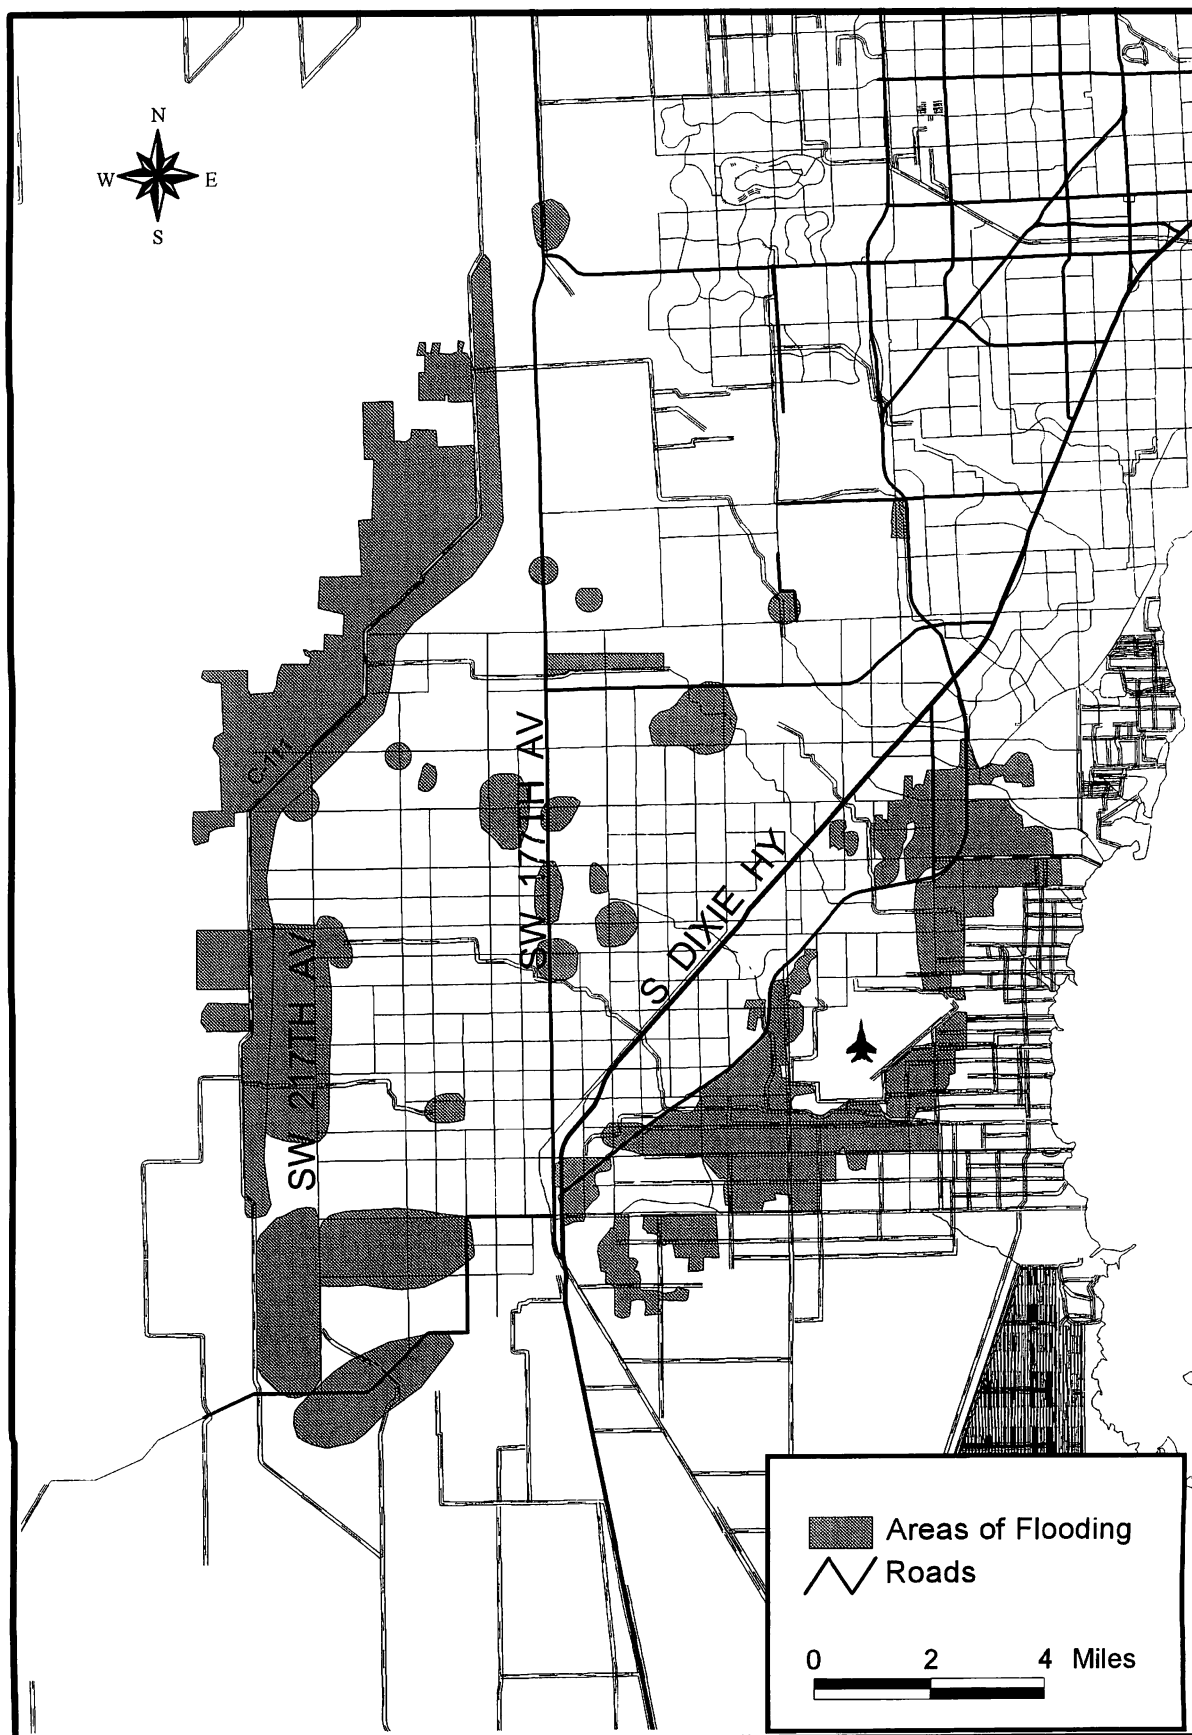 N
W E
S
C-111
SW 177TH AV
S DIXIE HY
SW 217TH AV
Areas of Flooding
Roads
0 2 4 Miles